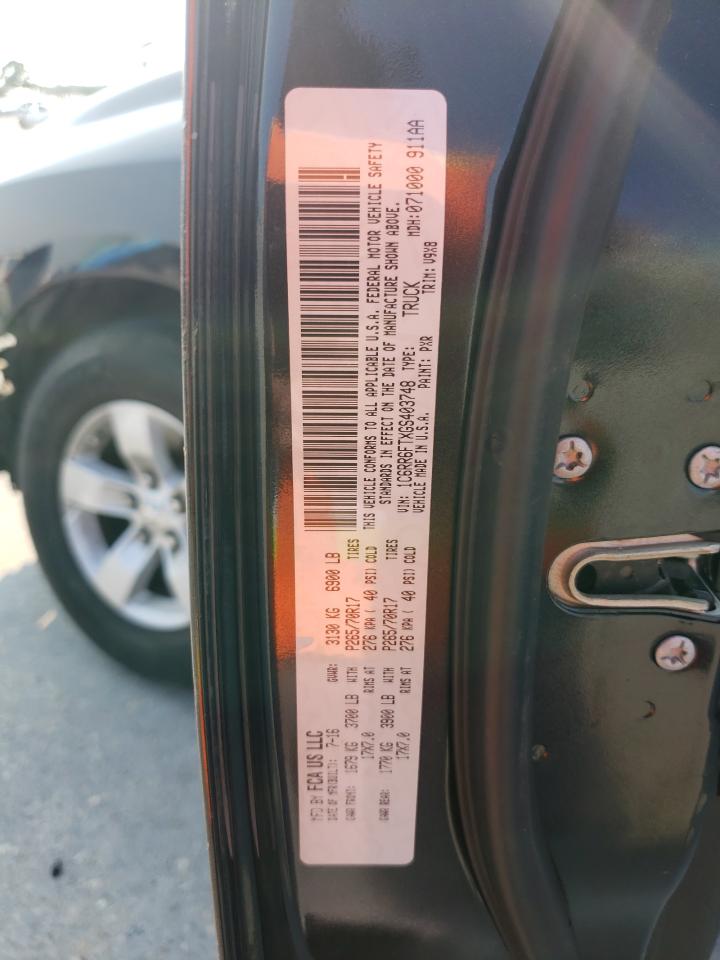 MFD BY FCA US LLC
DATE OF MFR(BUILT): 7-16 GVWR: 3130 KG 6900 LB
GAWR FRONT: 1679 KG 3700 LB WITH P265/70R17 TIRES
17X7.0 RIMS AT 276 KPA ( 40 PSI) COLD
GAWR REAR: 1770 KG 3900 LB WITH P265/70R17 TIRES
17X7.0 RIMS AT 276 KPA ( 40 PSI) COLD
THIS VEHICLE CONFORMS TO ALL APPLICABLE U.S.A. FEDERAL MOTOR VEHICLE SAFETY
STANDARDS IN EFFECT ON THE DATE OF MANUFACTURE SHOWN ABOVE.
VIN: 1C6RR6FTXGS403748 TYPE: TRUCK MDH:071000 911AA
VEHICLE MADE IN U.S.A. PAINT: PXR TRIM: V9X8